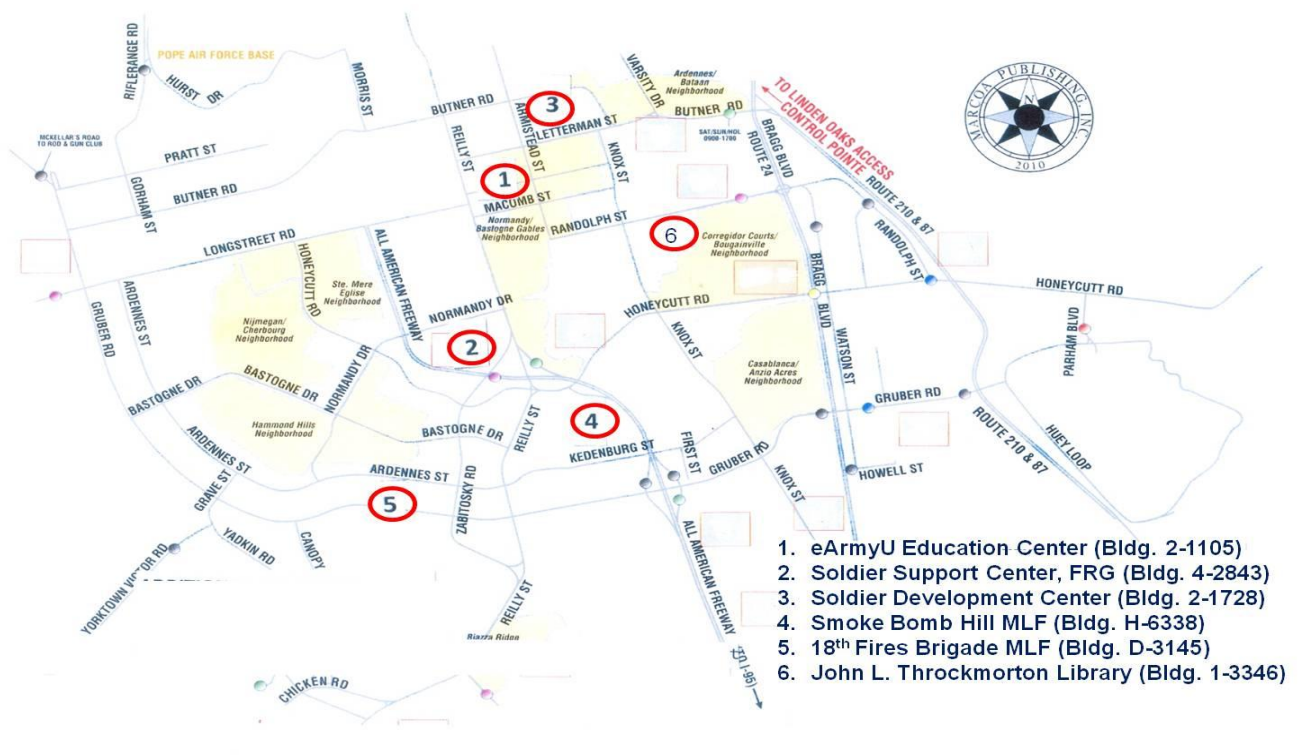 RIFLERANGE RD
POPE AIR FORCE BASE
HURST DR
MORRIS ST
BUTNER RD
REILLY ST
ARMISTEAD ST
3
LETTERMAN ST
VARSITY DR
Ardennes/
Bataan
Neighborhood
BUTNER RD
SAT/SUN/HOL
0900-1700
KNOX ST
TO LINDEN OAKS ACCESS
CONTROL POINTE
BRAGG BLVD
ROUTE 24
MARCOA PUBLISHING, INC.
N
2010
MCKELLAR'S ROAD
TO ROD & GUN CLUB
PRATT ST
GORHAM ST
BUTNER RD
1
MACUMB ST
Normandy/
Bastogne Gables
Neighborhood
RANDOLPH ST
6
Corregidor Courts/
Bougainville
Neighborhood
ROUTE 210 & 87
RANDOLPH ST
LONGSTREET RD
HONEYCUTT RD
ALL AMERICAN FREEWAY
Ste. Mere
Eglise
Neighborhood
NORMANDY DR
HONEYCUTT RD
BRAGG BLVD
HONEYCUTT RD
GRUBER RD
ARDENNES ST
Nijmegan/
Cherbourg
Neighborhood
2
KNOX ST
WATSON ST
PARHAM BLVD
NORMANDY DR
Casablanca/
Anzio Acres
Neighborhood
BASTOGNE DR
BASTOGNE DR
GRUBER RD
ROUTE 210 & 87
HUEY LOOP
Hammond Hills
Neighborhood
BASTOGNE DR
REILLY ST
4
KEDENBURG ST
FIRST ST
GRUBER RD
ARDENNES ST
ARDENNES ST
ZABITOSKY RD
KNOX ST
HOWELL ST
GRAVE ST
5
YADKIN RD
CANOPY
YORKTOWN VICTOR RD
ALL AMERICAN FREEWAY
REILLY ST
(TO I-95)
CHICKEN RD
1. eArmyU Education Center (Bldg. 2-1105)
2. Soldier Support Center, FRG (Bldg. 4-2843)
3. Soldier Development Center (Bldg. 2-1728)
4. Smoke Bomb Hill MLF (Bldg. H-6338)
5. 18th Fires Brigade MLF (Bldg. D-3145)
6. John L. Throckmorton Library (Bldg. 1-3346)